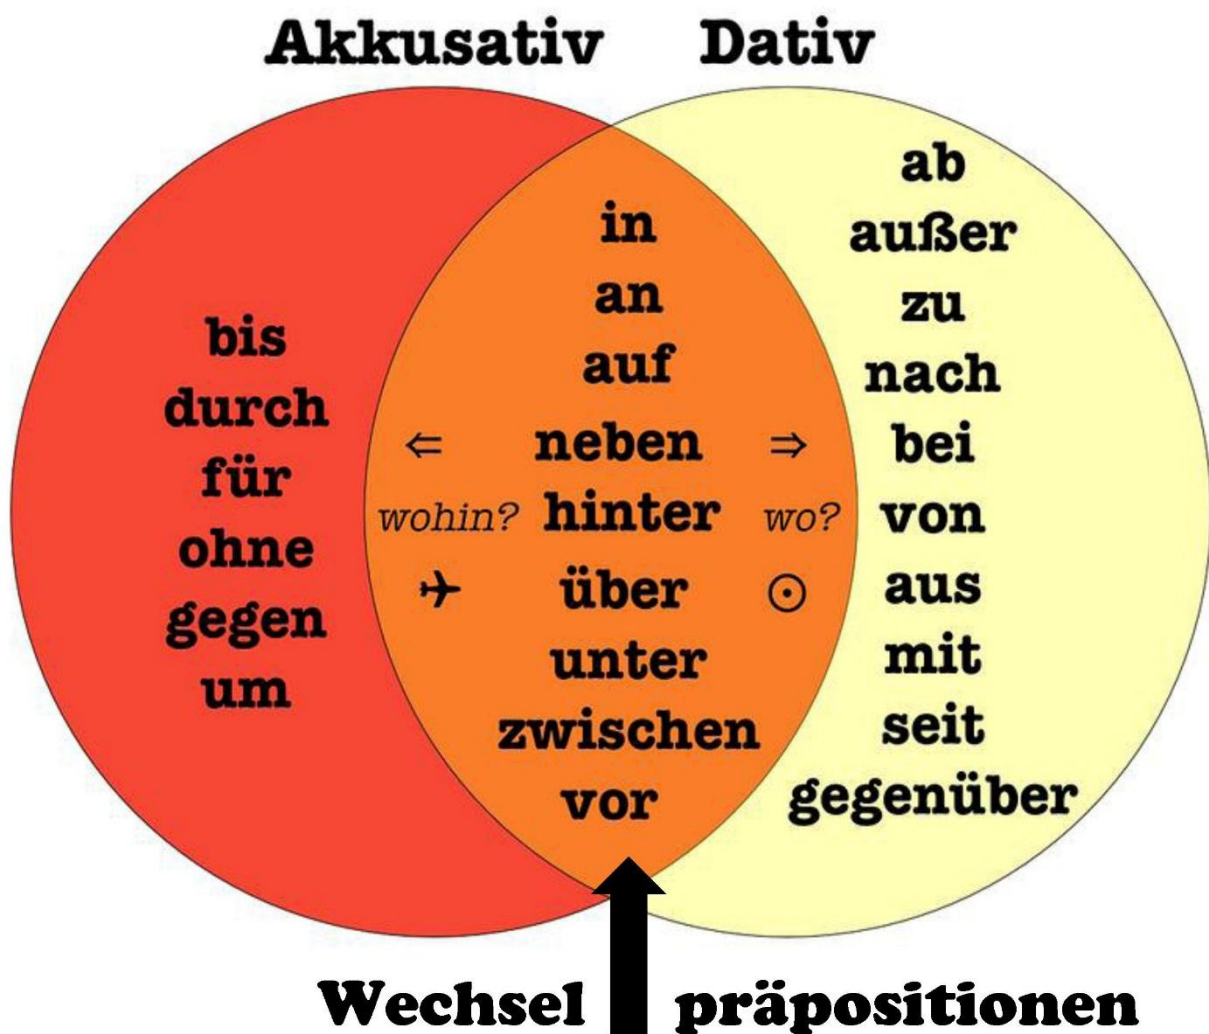 Akkusativ Dativ
bis
durch
für
ohne
gegen
um
in
an
auf
⇐ neben ⇒
wohin? hinter wo?
✈ über ⊙
unter
zwischen
vor
ab
außer
zu
nach
bei
von
aus
mit
seit
gegenüber
Wechsel präpositionen